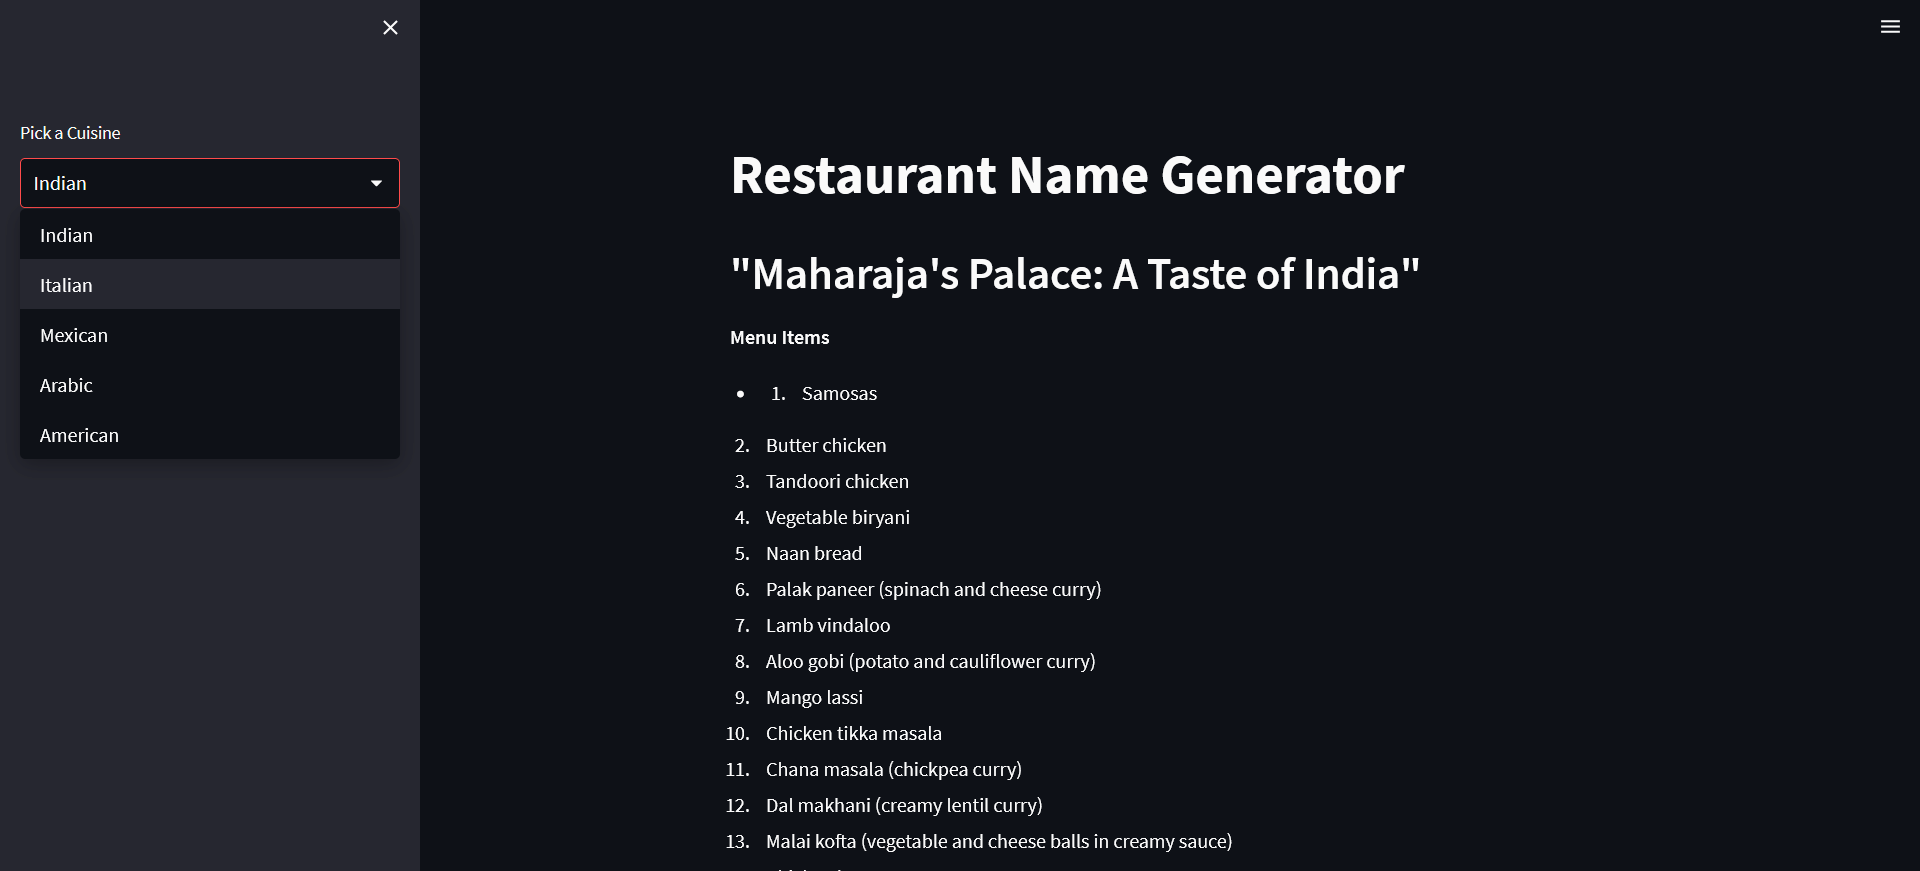 Pick a Cuisine
Indian
Indian
Italian
Mexican
Arabic
American
Restaurant Name Generator
"Maharaja's Palace: A Taste of India"
Menu Items
1. Samosas
2. Butter chicken
3. Tandoori chicken
4. Vegetable biryani
5. Naan bread
6. Palak paneer (spinach and cheese curry)
7. Lamb vindaloo
8. Aloo gobi (potato and cauliflower curry)
9. Mango lassi
10. Chicken tikka masala
11. Chana masala (chickpea curry)
12. Dal makhani (creamy lentil curry)
13. Malai kofta (vegetable and cheese balls in creamy sauce)